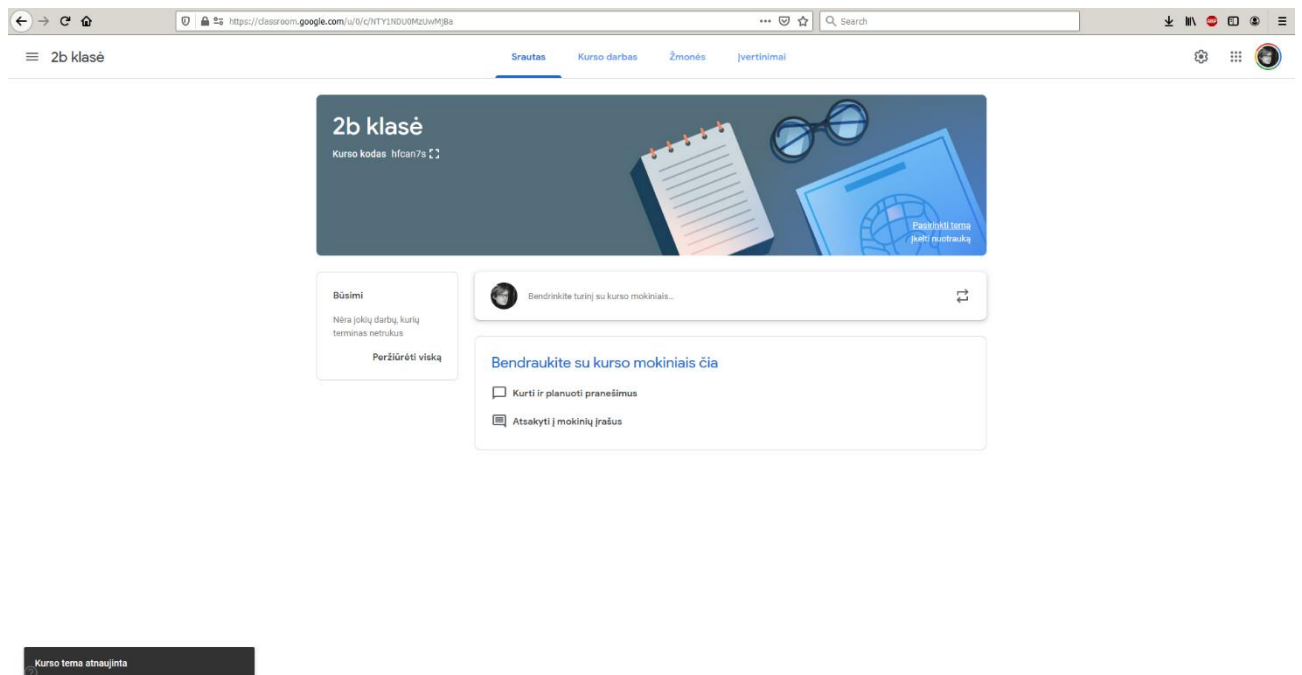 https://classroom.google.com/u/0/c/NTY1NDU0MzUwMjBa
Search
2b klasė
Srautas
Kurso darbas
Žmonės
Įvertinimai
2b klasė
Kurso kodas hfcan7s
Pasirinkti temą
Įkelti nuotrauką
Būsimi
Nėra jokių darbų, kurių
terminas netrukus
Peržiūrėti viską
Bendrinkite turinį su kurso mokiniais...
Bendraukite su kurso mokiniais čia
Kurti ir planuoti pranešimus
Atsakyti į mokinių įrašus
Kurso tema atnaujinta